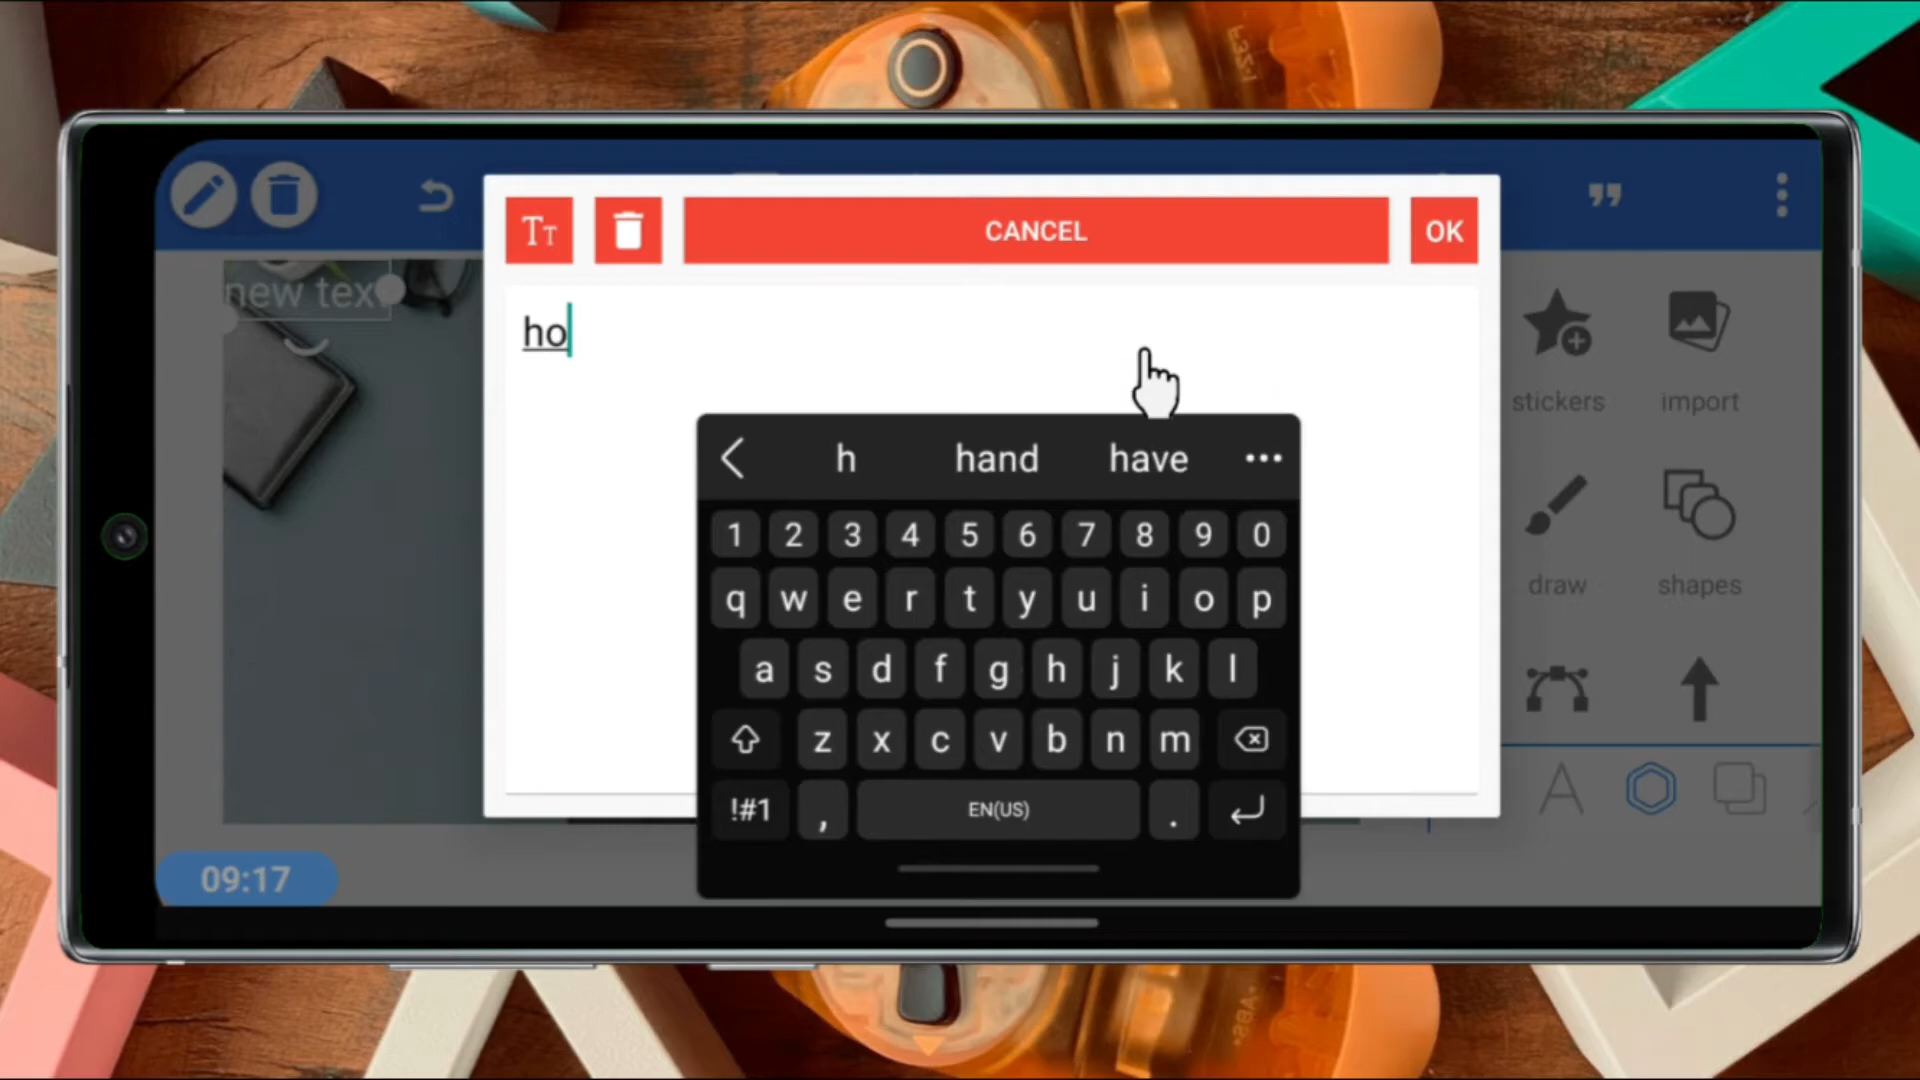 Tт CANCEL OK
new tex
ho
stickers import
h hand have
1 2 3 4 5 6 7 8 9 0
q w e r t y u i o p
draw shapes
a s d f g h j k l
z x c v b n m
!#1 , EN(US) .
A
09:17